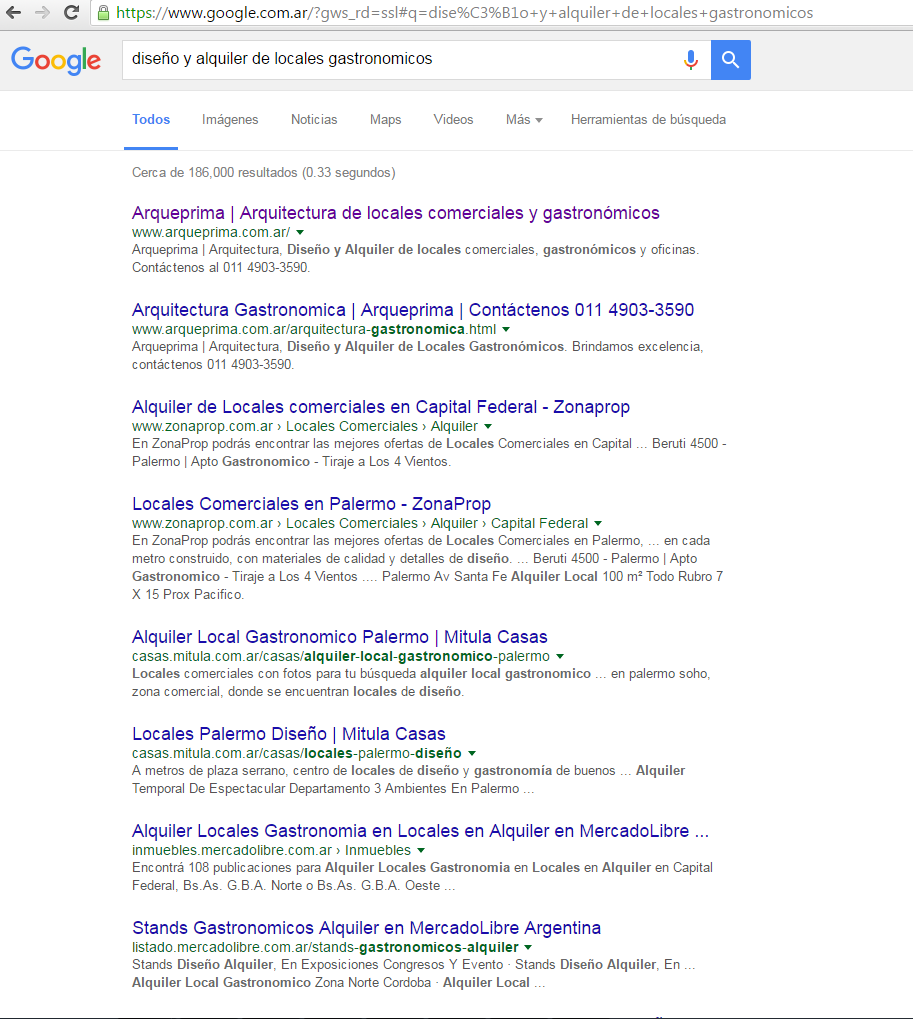 https://www.google.com.ar/?gws_rd=ssl#q=dise%C3%B1o+y+alquiler+de+locales+gastronomicos
Google
diseño y alquiler de locales gastronomicos
Todos Imágenes Noticias Maps Videos Más Herramientas de búsqueda
Cerca de 186,000 resultados (0.33 segundos)
Arqueprima | Arquitectura de locales comerciales y gastronómicos
www.arqueprima.com.ar/
Arqueprima | Arquitectura, Diseño y Alquiler de locales comerciales, gastronómicos y oficinas.
Contáctenos al 011 4903-3590.
Arquitectura Gastronomica | Arqueprima | Contáctenos 011 4903-3590
www.arqueprima.com.ar/arquitectura-gastronomica.html
Arqueprima | Arquitectura, Diseño y Alquiler de Locales Gastronómicos. Brindamos excelencia,
contáctenos 011 4903-3590.
Alquiler de Locales comerciales en Capital Federal - Zonaprop
www.zonaprop.com.ar › Locales Comerciales › Alquiler
En ZonaProp podrás encontrar las mejores ofertas de Locales Comerciales en Capital ... Beruti 4500 -
Palermo | Apto Gastronomico - Tiraje a Los 4 Vientos.
Locales Comerciales en Palermo - ZonaProp
www.zonaprop.com.ar › Locales Comerciales › Alquiler › Capital Federal
En ZonaProp podrás encontrar las mejores ofertas de Locales Comerciales en Palermo, ... en cada
metro construido, con materiales de calidad y detalles de diseño. ... Beruti 4500 - Palermo | Apto
Gastronomico - Tiraje a Los 4 Vientos .... Palermo Av Santa Fe Alquiler Local 100 m² Todo Rubro 7
X 15 Prox Pacifico.
Alquiler Local Gastronomico Palermo | Mitula Casas
casas.mitula.com.ar/casas/alquiler-local-gastronomico-palermo
Locales comerciales con fotos para tu búsqueda alquiler local gastronomico ... en palermo soho,
zona comercial, donde se encuentran locales de diseño.
Locales Palermo Diseño | Mitula Casas
casas.mitula.com.ar/casas/locales-palermo-diseño
A metros de plaza serrano, centro de locales de diseño y gastronomía de buenos ... Alquiler
Temporal De Espectacular Departamento 3 Ambientes En Palermo ...
Alquiler Locales Gastronomia en Locales en Alquiler en MercadoLibre ...
inmuebles.mercadolibre.com.ar › Inmuebles
Encontrá 108 publicaciones para Alquiler Locales Gastronomia en Locales en Alquiler en Capital
Federal, Bs.As. G.B.A. Norte o Bs.As. G.B.A. Oeste ...
Stands Gastronomicos Alquiler en MercadoLibre Argentina
listado.mercadolibre.com.ar/stands-gastronomicos-alquiler
Stands Diseño Alquiler, En Exposiciones Congresos Y Evento · Stands Diseño Alquiler, En ...
Alquiler Local Gastronomico Zona Norte Cordoba · Alquiler Local ...